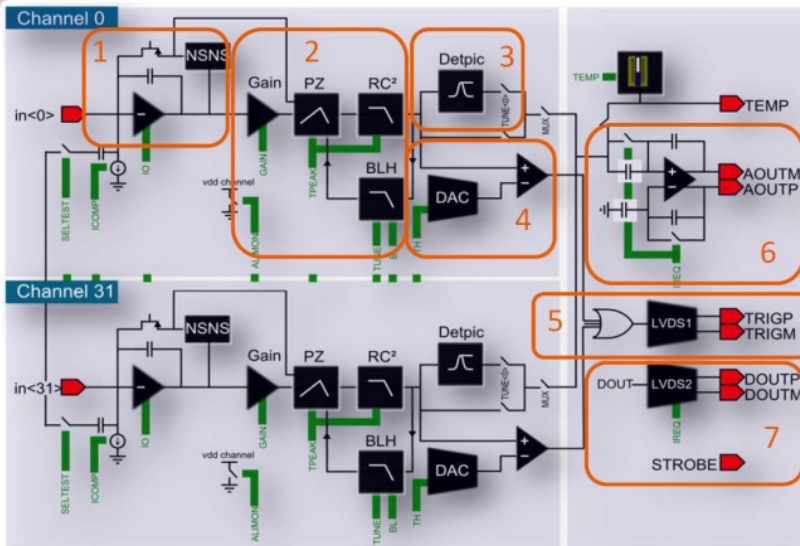 Channel 0
1
2
3
NSNS
Gain
PZ
RC²
Detpic
TEMP
TEMP
in<0>
TUNE<I>
MUX
IO
GAIN
TPEAK
BLH
SELTEST
ICOMP
vdd channel
ALIMON
TUNE
BL
TH
DAC
4
AOUTM
AOUTP
6
IREQ
Channel 31
5
LVDS1
TRIGP
TRIGM
NSNS
Gain
PZ
RC²
Detpic
in<31>
TUNE<I>
MUX
IO
GAIN
TPEAK
BLH
SELTEST
ICOMP
vdd channel
ALIMON
TUNE
BL
TH
DAC
DOUT
LVDS2
DOUTP
DOUTM
IREQ
7
STROBE